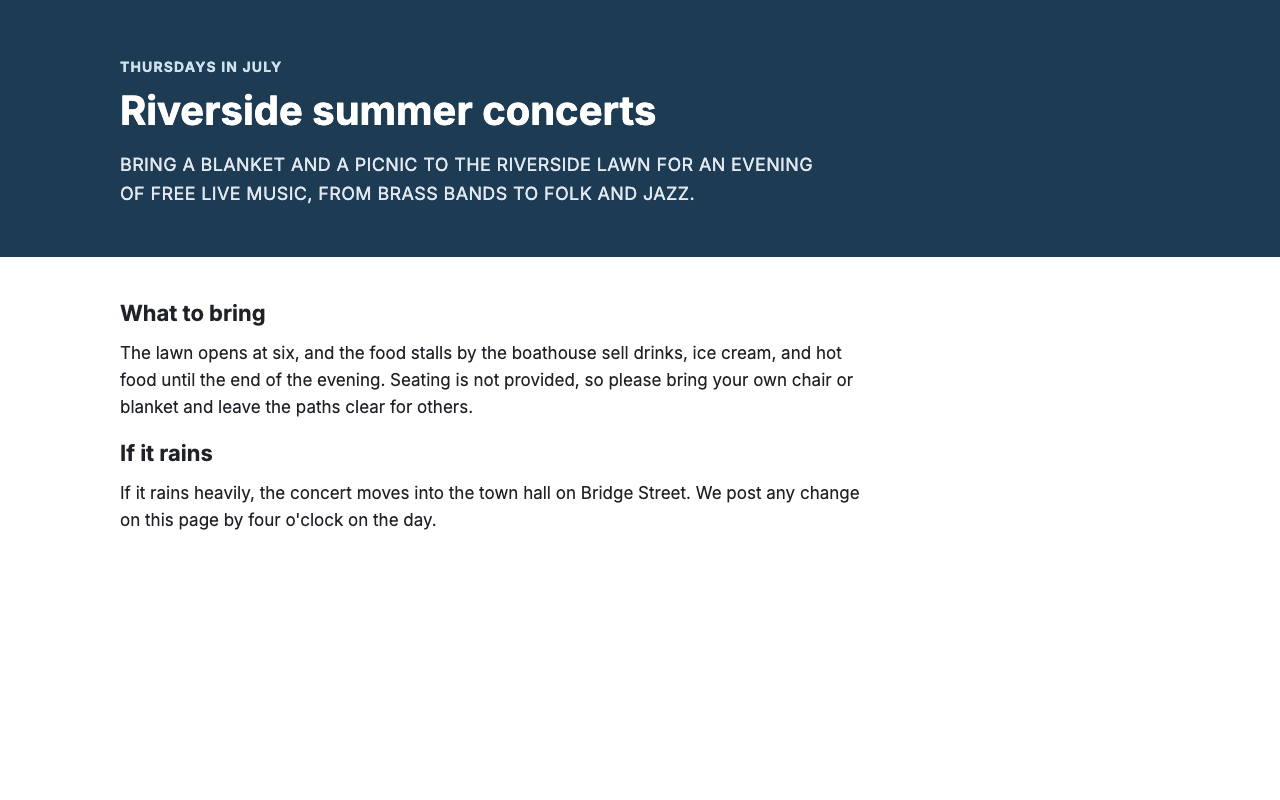 THURSDAYS IN JULY
Riverside summer concerts
BRING A BLANKET AND A PICNIC TO THE RIVERSIDE LAWN FOR AN EVENING
OF FREE LIVE MUSIC, FROM BRASS BANDS TO FOLK AND JAZZ.
What to bring
The lawn opens at six, and the food stalls by the boathouse sell drinks, ice cream, and hot
food until the end of the evening. Seating is not provided, so please bring your own chair or
blanket and leave the paths clear for others.
If it rains
If it rains heavily, the concert moves into the town hall on Bridge Street. We post any change
on this page by four o'clock on the day.